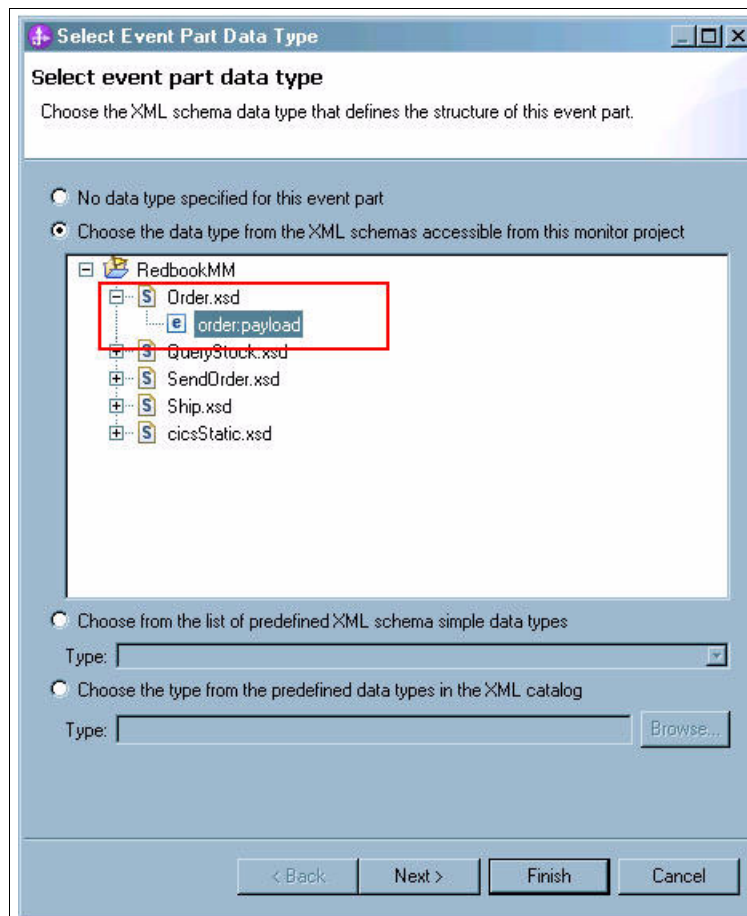 Select Event Part Data Type
Select event part data type
Choose the XML schema data type that defines the structure of this event part.
No data type specified for this event part
Choose the data type from the XML schemas accessible from this monitor project
RedbookMM
S Order.xsd
e order:payload
S QueryStock.xsd
S SendOrder.xsd
S Ship.xsd
S cicsStatic.xsd
Choose from the list of predefined XML schema simple data types
Type:
Choose the type from the predefined data types in the XML catalog
Type: Browse...
< Back Next > Finish Cancel